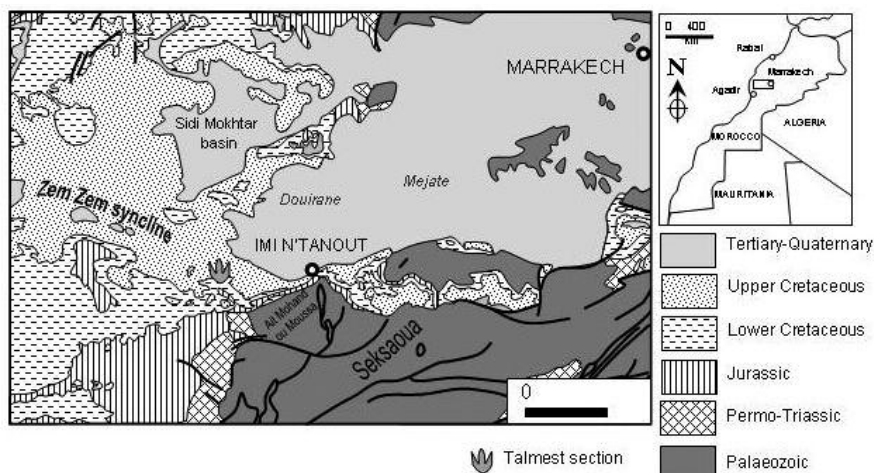 MARRAKECH
Sidi Mokhtar
basin
Zem Zem syncline
Douirane
Mejate
IMI N'TANOUT
Ait Mohand
ou Moussa
Seksaoua
0
0 400
Km
N
Rabat
Marrakech
Agadir
MOROCCO
ALGERIA
MAURITANIA
Tertiary-Quaternary
Upper Cretaceous
Lower Cretaceous
Jurassic
Permo-Triassic
Palaeozoic
Talmest section